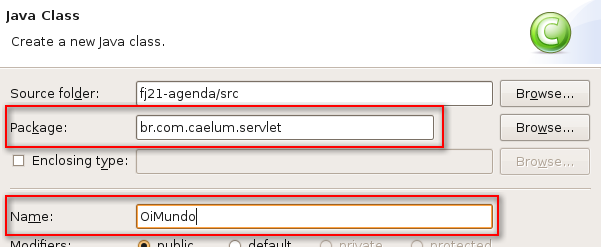 Java Class
Create a new Java class.
C
Source folder: fj21-agenda/src Browse...
Package: br.com.caelum.servlet Browse...
Enclosing type: Browse...
Name: OiMundo
Modifiers: public default private protected